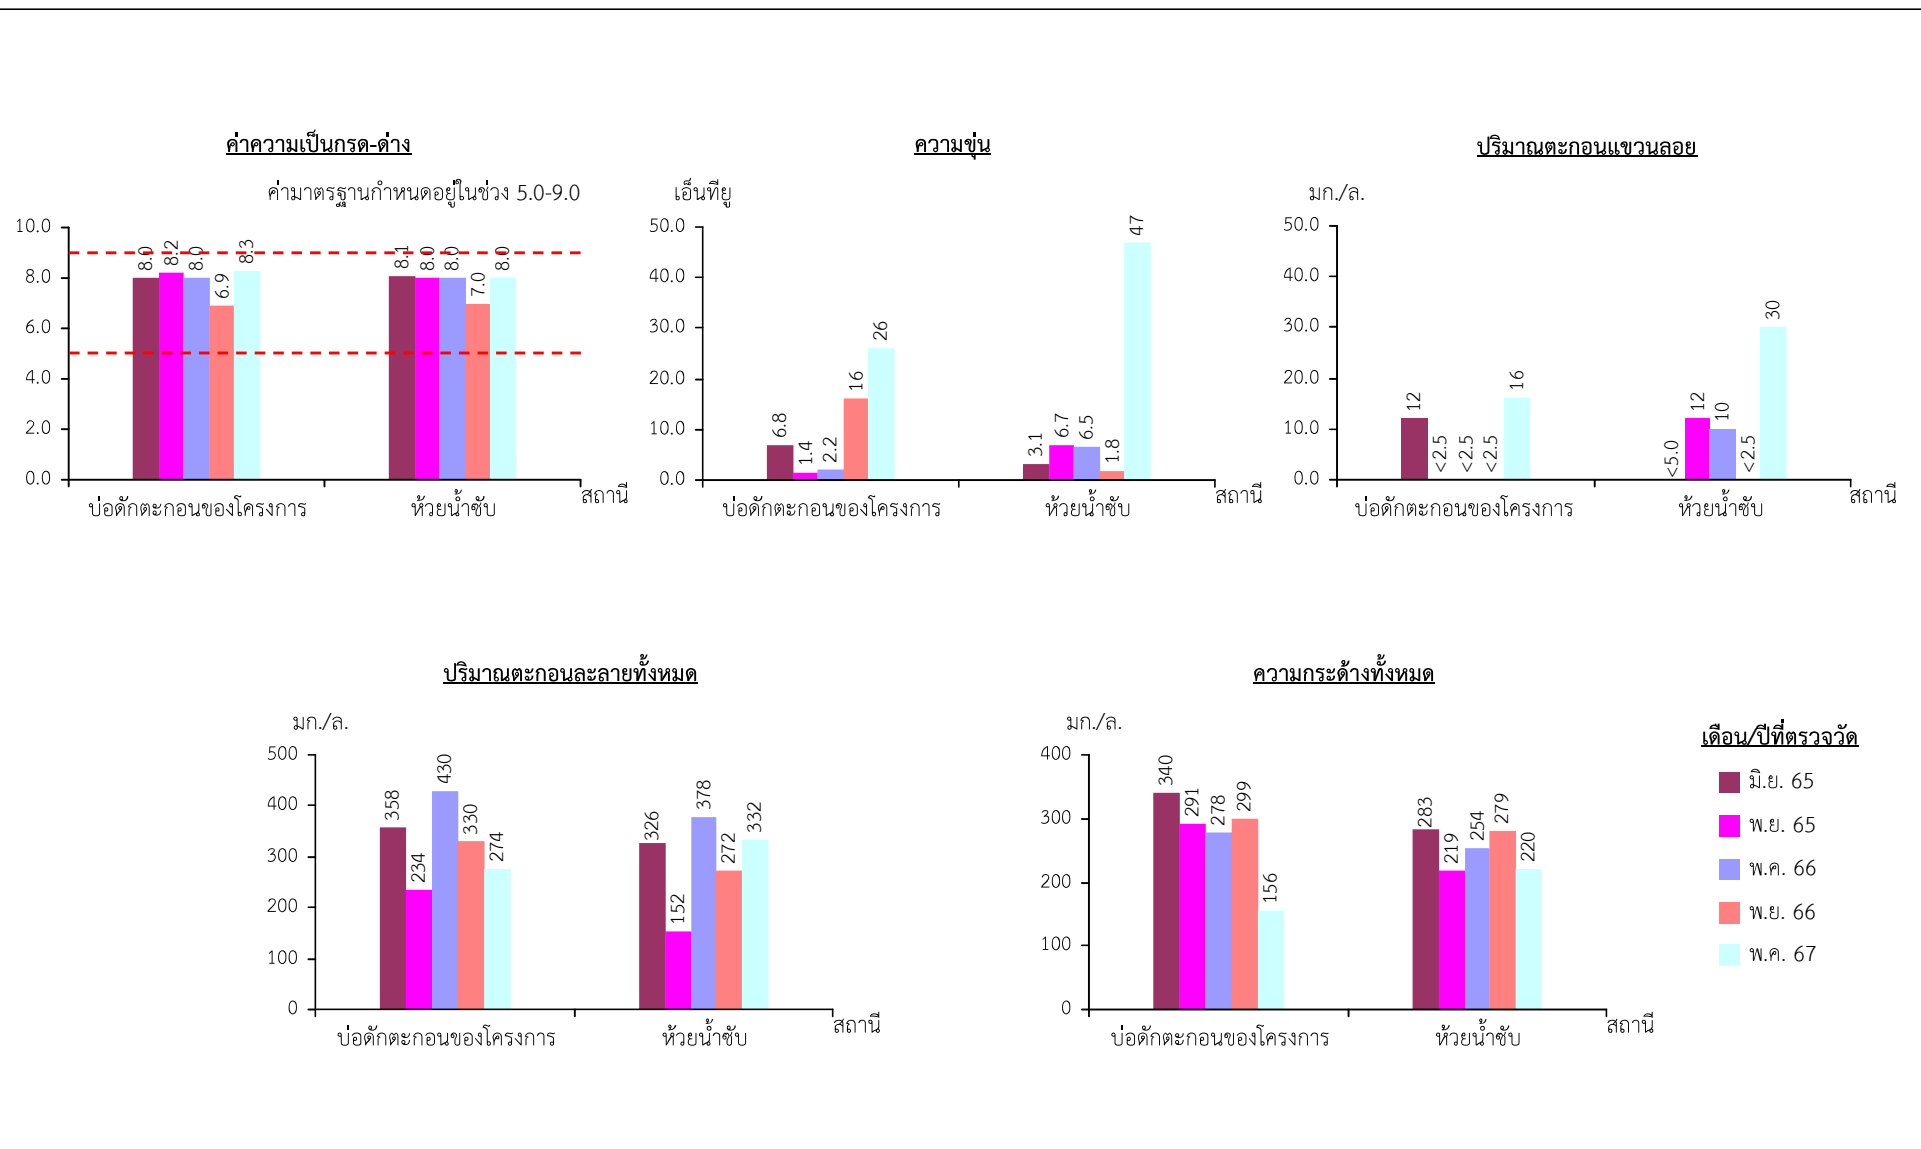 ค่าความเป็นกรด-ด่าง
ค่ามาตรฐานกำหนดอยู่ในช่วง 5.0-9.0
10.0
8.0
6.0
4.0
2.0
0.0
8.0 8.2 8.0 6.9 8.3
8.1 8.0 8.0 7.0 8.0
บ่อดักตะกอนของโครงการ ห้วยน้ำซับ สถานี
ความขุ่น
เอ็นทียู
50.0
40.0
30.0
20.0
10.0
0.0
6.8 1.4 2.2 16 26
3.1 6.7 6.5 1.8 47
บ่อดักตะกอนของโครงการ ห้วยน้ำซับ สถานี
ปริมาณตะกอนแขวนลอย
มก./ล.
50.0
40.0
30.0
20.0
10.0
0.0
12 <2.5 <2.5 <2.5 16
<5.0 12 10 <2.5 30
บ่อดักตะกอนของโครงการ ห้วยน้ำซับ สถานี
ปริมาณตะกอนละลายทั้งหมด
มก./ล.
500
400
300
200
100
0
358 234 430 330 274
326 152 378 272 332
บ่อดักตะกอนของโครงการ ห้วยน้ำซับ สถานี
ความกระด้างทั้งหมด
มก./ล.
400
300
200
100
0
340 291 278 299 156
283 219 254 279 220
บ่อดักตะกอนของโครงการ ห้วยน้ำซับ สถานี
เดือน/ปีที่ตรวจวัด
มิ.ย. 65
พ.ย. 65
พ.ค. 66
พ.ย. 66
พ.ค. 67